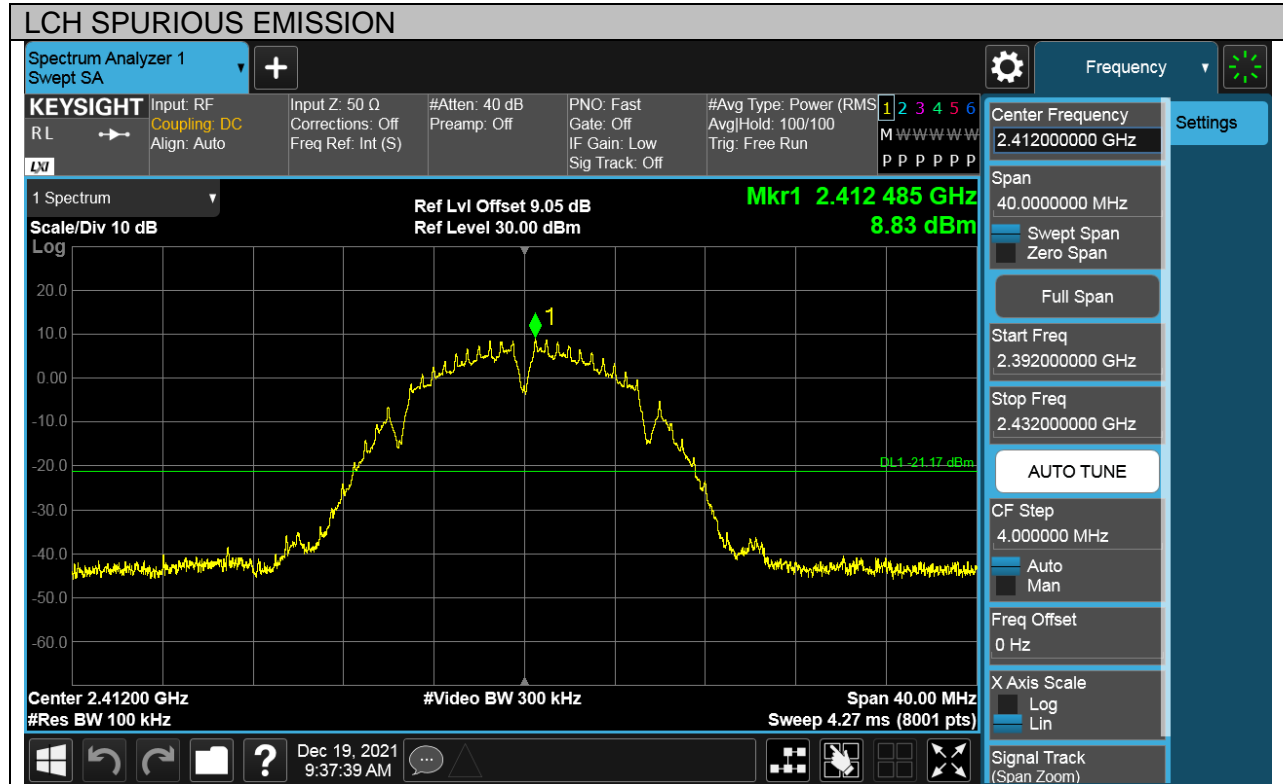 LCH SPURIOUS EMISSION
Spectrum Analyzer 1
Swept SA
Frequency
KEYSIGHT
R L
LXI
Input: RF
Coupling: DC
Align: Auto
Input Z: 50 Ω
Corrections: Off
Freq Ref: Int (S)
#Atten: 40 dB
Preamp: Off
PNO: Fast
Gate: Off
IF Gain: Low
Sig Track: Off
#Avg Type: Power (RMS
Avg|Hold: 100/100
Trig: Free Run
1 2 3 4 5 6
M W W W W W
P P P P P P
1 Spectrum
Scale/Div 10 dB
Log
Ref Lvl Offset 9.05 dB
Ref Level 30.00 dBm
Mkr1 2.412 485 GHz
8.83 dBm
20.0
10.0
0.00
-10.0
-20.0
-30.0
-40.0
-50.0
-60.0
1
DL1 -21.17 dBm
Center 2.41200 GHz
#Res BW 100 kHz
#Video BW 300 kHz
Span 40.00 MHz
Sweep 4.27 ms (8001 pts)
Dec 19, 2021
9:37:39 AM
Center Frequency
2.412000000 GHz
Settings
Span
40.0000000 MHz
Swept Span
Zero Span
Full Span
Start Freq
2.392000000 GHz
Stop Freq
2.432000000 GHz
AUTO TUNE
CF Step
4.000000 MHz
Auto
Man
Freq Offset
0 Hz
X Axis Scale
Log
Lin
Signal Track
(Span Zoom)